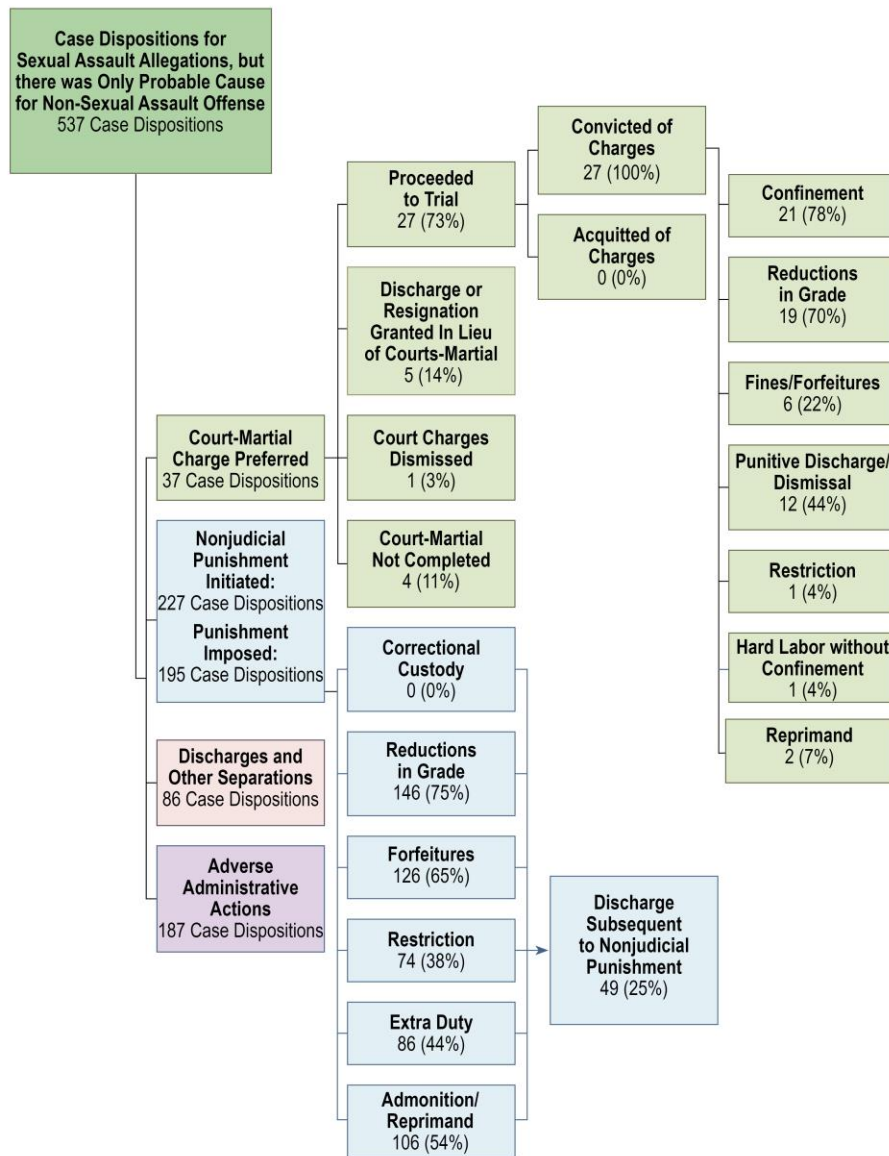 Case Dispositions for
Sexual Assault Allegations, but
there was Only Probable Cause
for Non-Sexual Assault Offense
537 Case Dispositions
Court-Martial
Charge Preferred
37 Case Dispositions
Nonjudicial
Punishment
Initiated:
227 Case Dispositions
Punishment
Imposed:
195 Case Dispositions
Discharges and
Other Separations
86 Case Dispositions
Adverse
Administrative
Actions
187 Case Dispositions
Proceeded
to Trial
27 (73%)
Discharge or
Resignation
Granted In Lieu
of Courts-Martial
5 (14%)
Court Charges
Dismissed
1 (3%)
Court-Martial
Not Completed
4 (11%)
Convicted of
Charges
27 (100%)
Acquitted of
Charges
0 (0%)
Confinement
21 (78%)
Reductions
in Grade
19 (70%)
Fines/Forfeitures
6 (22%)
Punitive Discharge/
Dismissal
12 (44%)
Restriction
1 (4%)
Hard Labor without
Confinement
1 (4%)
Reprimand
2 (7%)
Correctional
Custody
0 (0%)
Reductions
in Grade
146 (75%)
Forfeitures
126 (65%)
Restriction
74 (38%)
Extra Duty
86 (44%)
Admonition/
Reprimand
106 (54%)
Discharge
Subsequent
to Nonjudicial
Punishment
49 (25%)